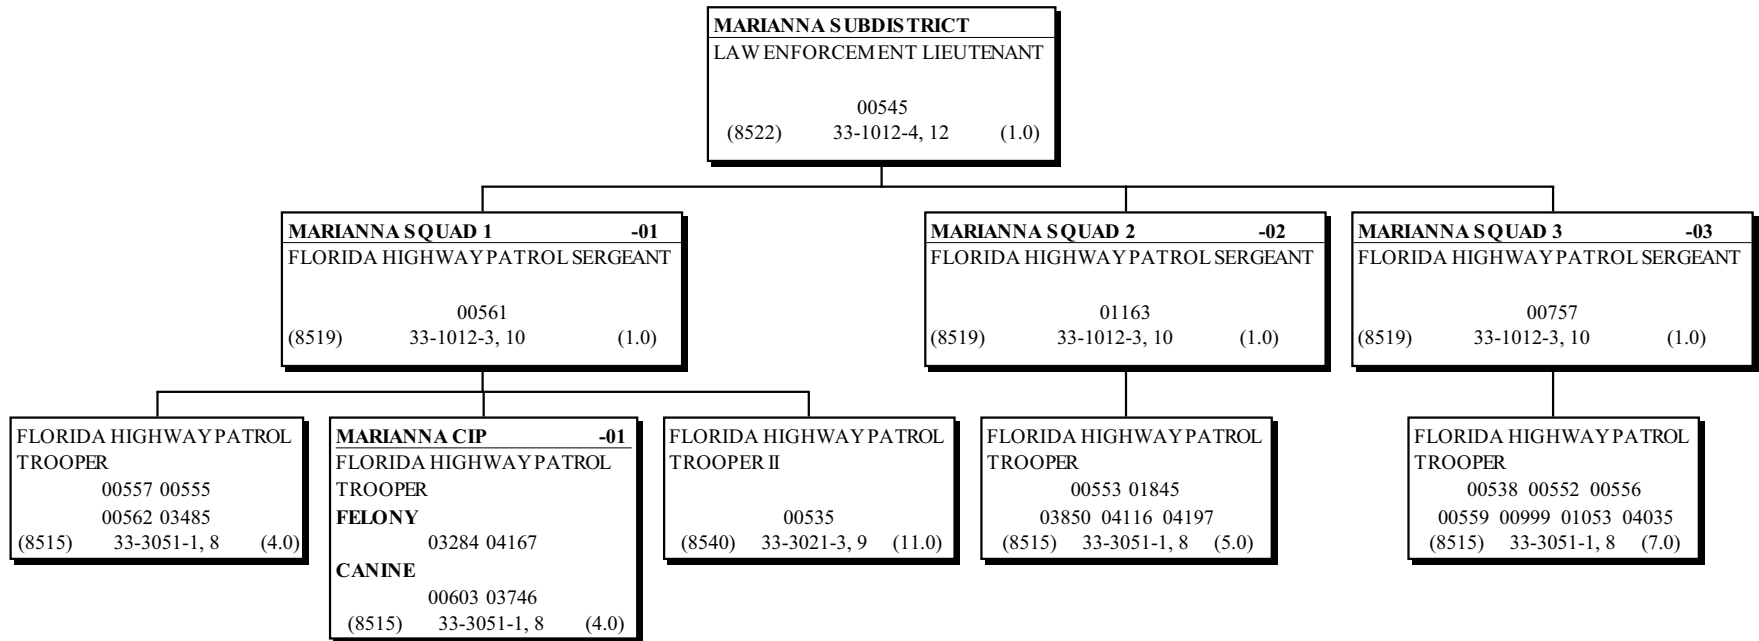 MARIANNA SUBDISTRICT
LAW ENFORCEMENT LIEUTENANT
00545
(8522) 33-1012-4, 12 (1.0)
MARIANNA SQUAD 1 -01
FLORIDA HIGHWAY PATROL SERGEANT
00561
(8519) 33-1012-3, 10 (1.0)
MARIANNA SQUAD 2 -02
FLORIDA HIGHWAY PATROL SERGEANT
01163
(8519) 33-1012-3, 10 (1.0)
MARIANNA SQUAD 3 -03
FLORIDA HIGHWAY PATROL SERGEANT
00757
(8519) 33-1012-3, 10 (1.0)
FLORIDA HIGHWAY PATROL
TROOPER
00557 00555
00562 03485
(8515) 33-3051-1, 8 (4.0)
MARIANNA CIP -01
FLORIDA HIGHWAY PATROL
TROOPER
FELONY
03284 04167
CANINE
00603 03746
(8515) 33-3051-1, 8 (4.0)
FLORIDA HIGHWAY PATROL
TROOPER II
00535
(8540) 33-3021-3, 9 (11.0)
FLORIDA HIGHWAY PATROL
TROOPER
00553 01845
03850 04116 04197
(8515) 33-3051-1, 8 (5.0)
FLORIDA HIGHWAY PATROL
TROOPER
00538 00552 00556
00559 00999 01053 04035
(8515) 33-3051-1, 8 (7.0)